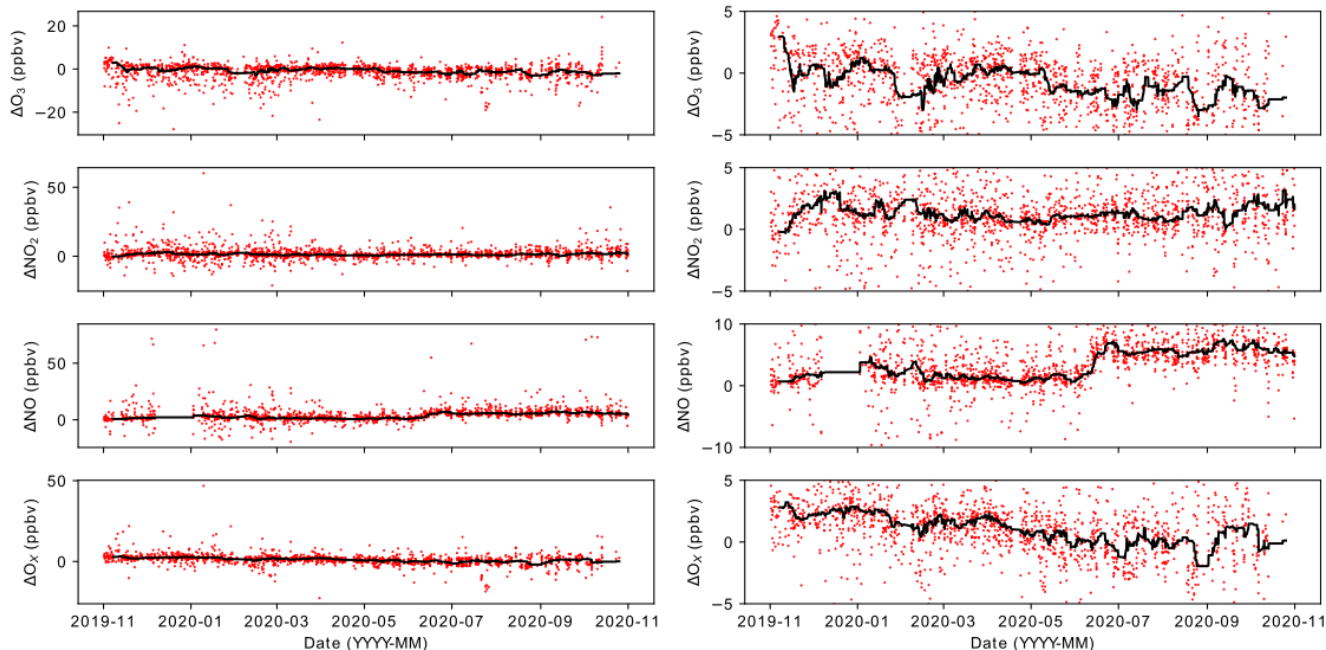 20
0
−20
ΔO₃ (ppbv)
5
0
−5
ΔO₃ (ppbv)
50
0
ΔNO₂ (ppbv)
5
0
−5
ΔNO₂ (ppbv)
50
0
ΔNO (ppbv)
10
0
−10
ΔNO (ppbv)
50
0
ΔOₓ (ppbv)
5
0
−5
ΔOₓ (ppbv)
2019-11 2020-01 2020-03 2020-05 2020-07 2020-09 2020-11
Date (YYYY-MM)
2019-11 2020-01 2020-03 2020-05 2020-07 2020-09 2020-11
Date (YYYY-MM)